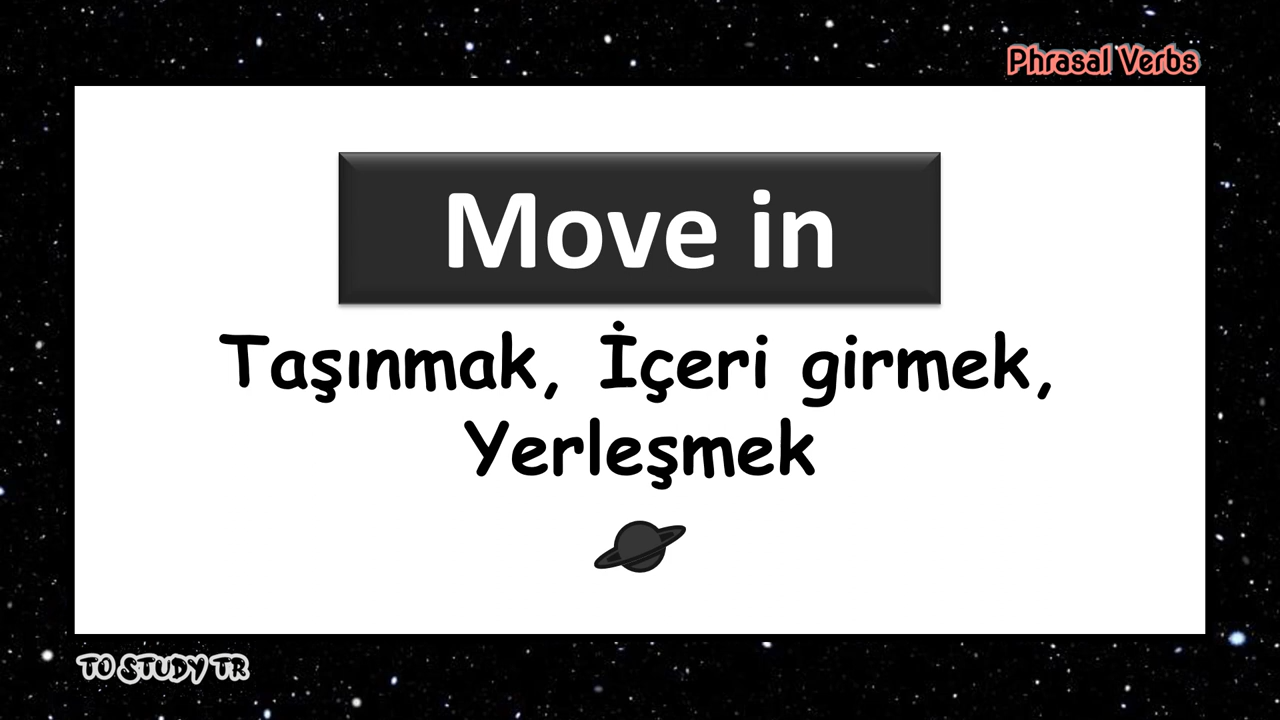 Phrasal Verbs
Move in
Taşınmak, İçeri girmek,
Yerleşmek
TO STUDY TR